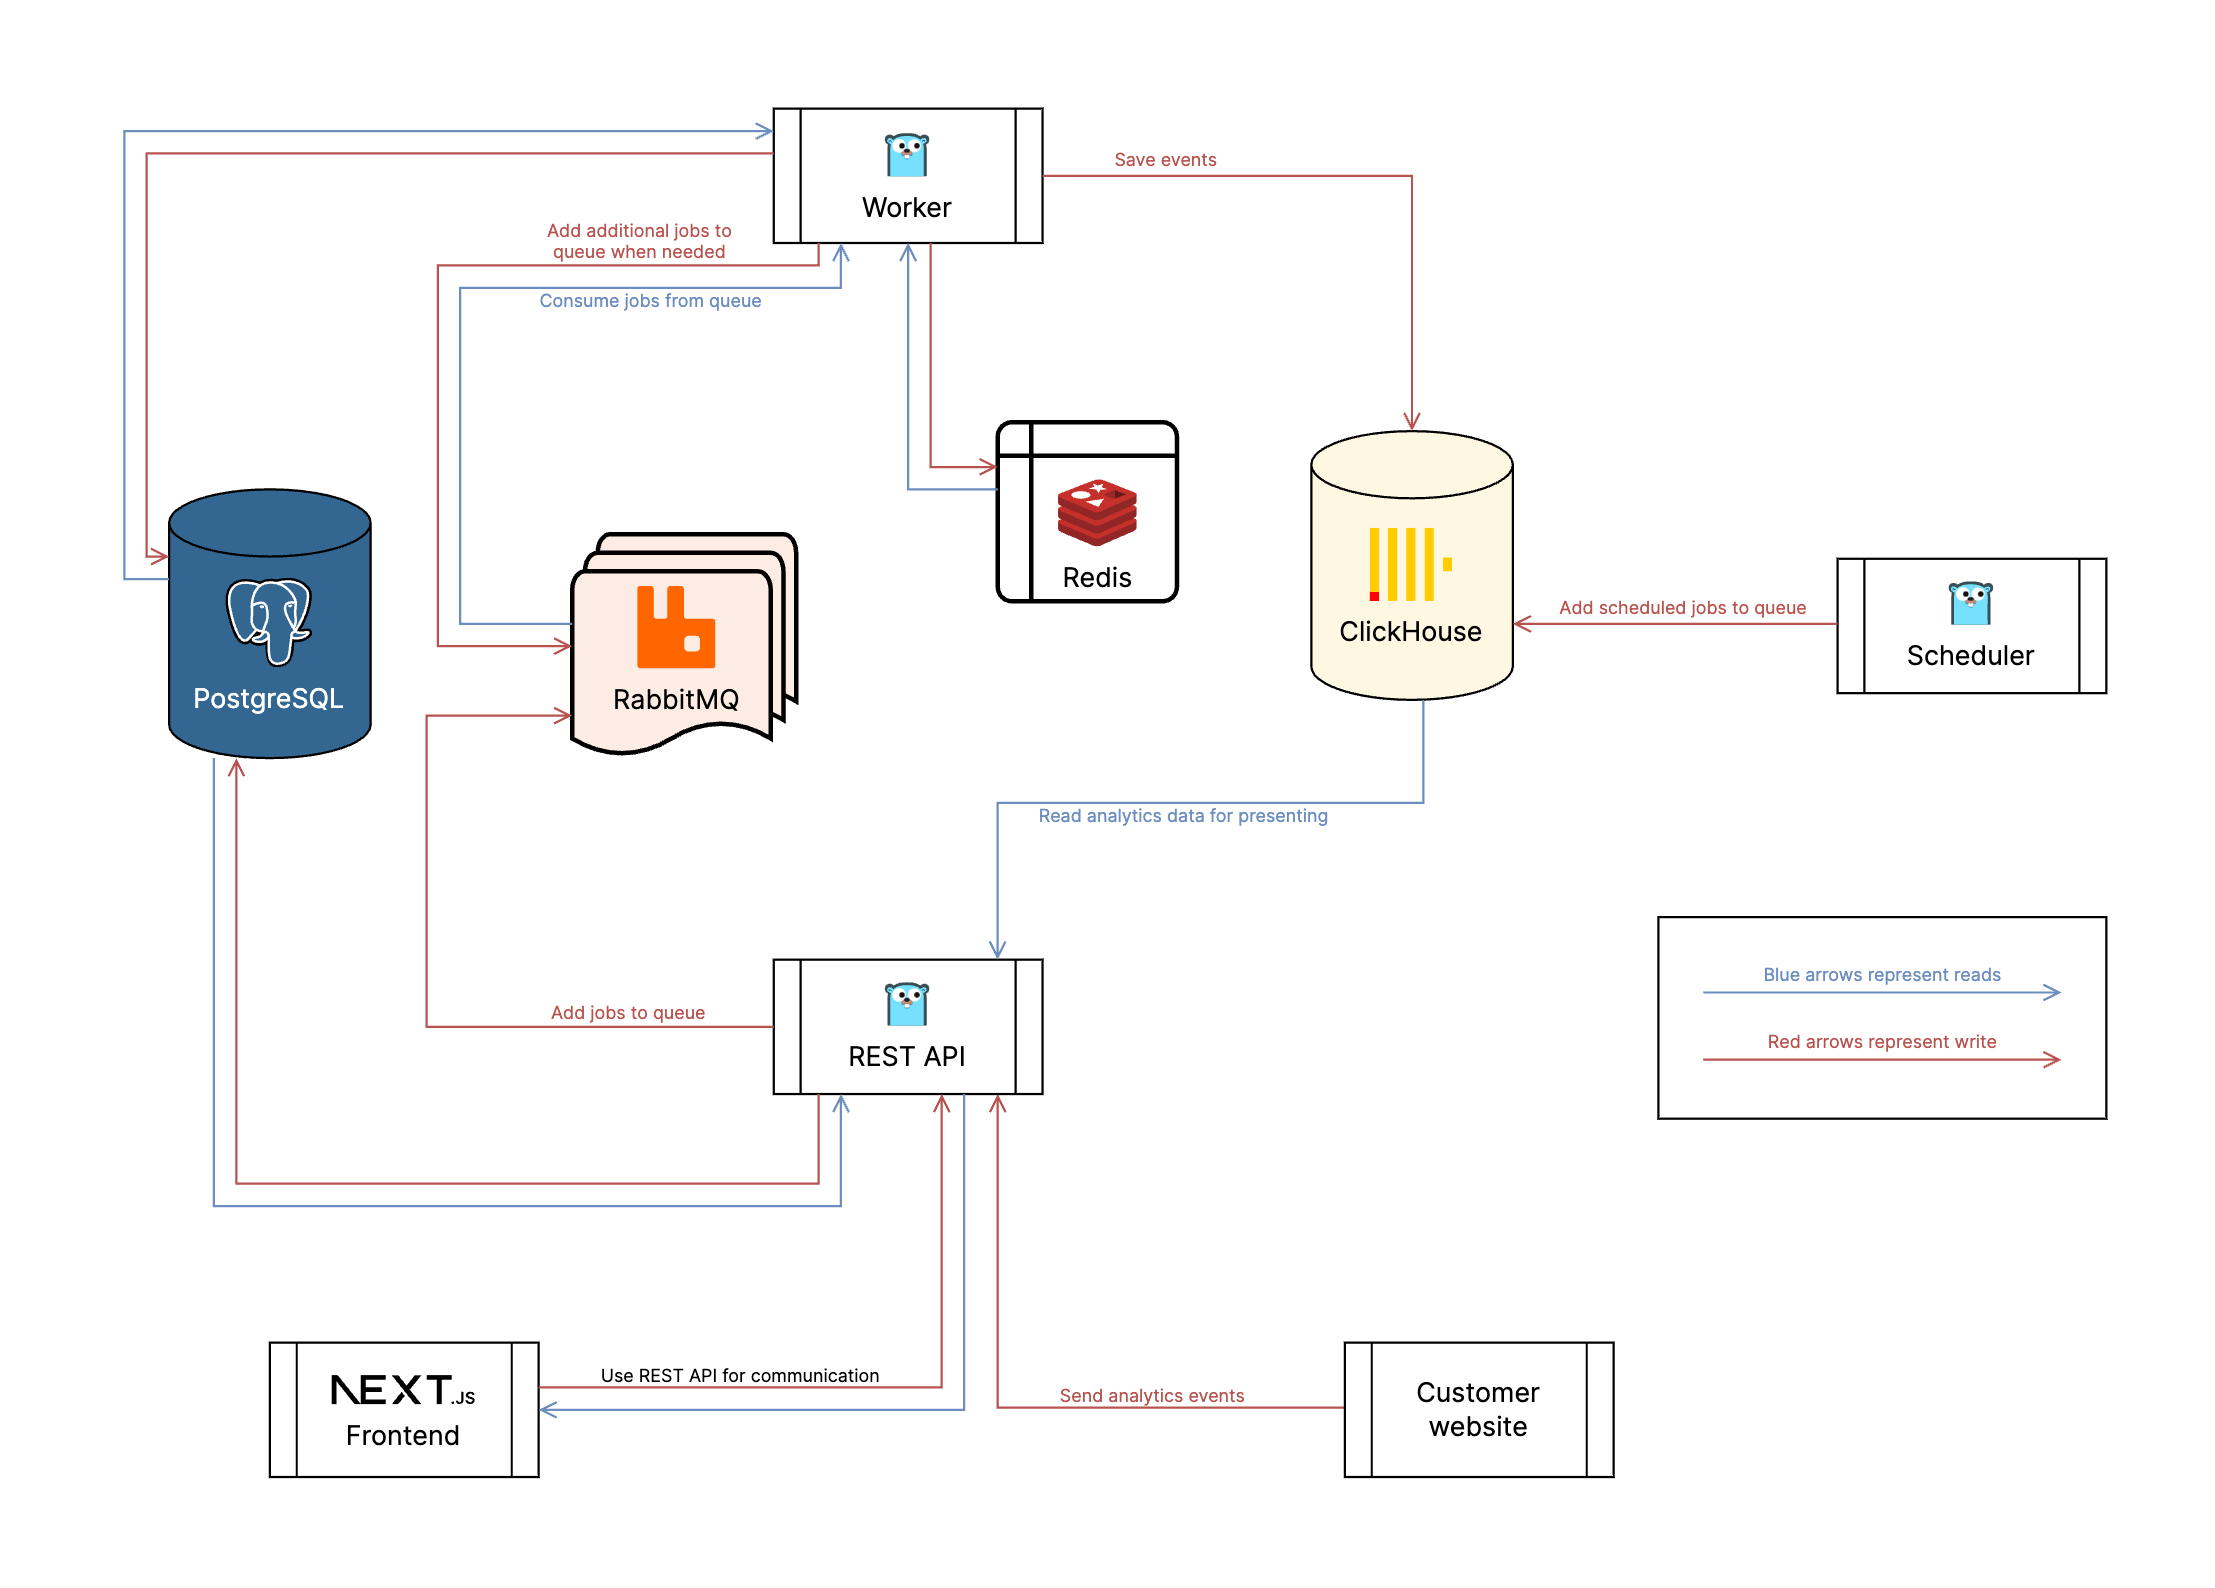 Worker
Save events
Add additional jobs to
queue when needed
Consume jobs from queue
Redis
ClickHouse
Add scheduled jobs to queue
Scheduler
PostgreSQL
RabbitMQ
Read analytics data for presenting
Blue arrows represent reads
Red arrows represent write
Add jobs to queue
REST API
NEXT.JS
Frontend
Use REST API for communication
Send analytics events
Customer
website